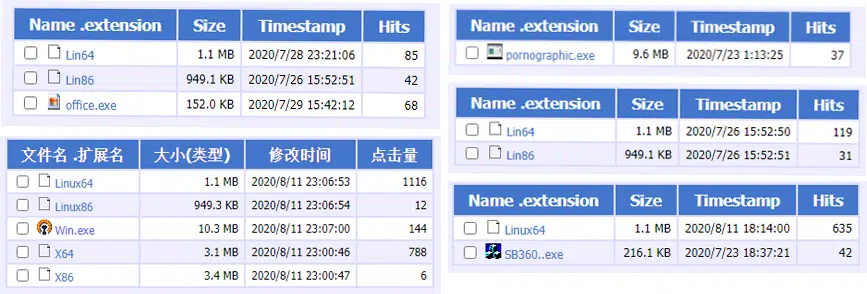 Name .extension Size Timestamp Hits
Lin64 1.1 MB 2020/7/28 23:21:06 85
Lin86 949.1 KB 2020/7/26 15:52:51 42
office.exe 152.0 KB 2020/7/29 15:42:12 68
文件名 .扩展名 大小(类型) 修改时间 点击量
Linux64 1.1 MB 2020/8/11 23:06:53 1116
Linux86 949.3 KB 2020/8/11 23:06:54 12
Win.exe 10.3 MB 2020/8/11 23:07:00 144
X64 3.1 MB 2020/8/11 23:00:46 788
X86 3.4 MB 2020/8/11 23:00:47 6
Name .extension Size Timestamp Hits
pornographic.exe 9.6 MB 2020/7/23 1:13:25 37
Name .extension Size Timestamp Hits
Lin64 1.1 MB 2020/7/26 15:52:50 119
Lin86 949.1 KB 2020/7/26 15:52:51 31
Name .extension Size Timestamp Hits
Linux64 1.1 MB 2020/8/11 18:14:00 635
SB360..exe 216.1 KB 2020/7/23 18:37:21 42